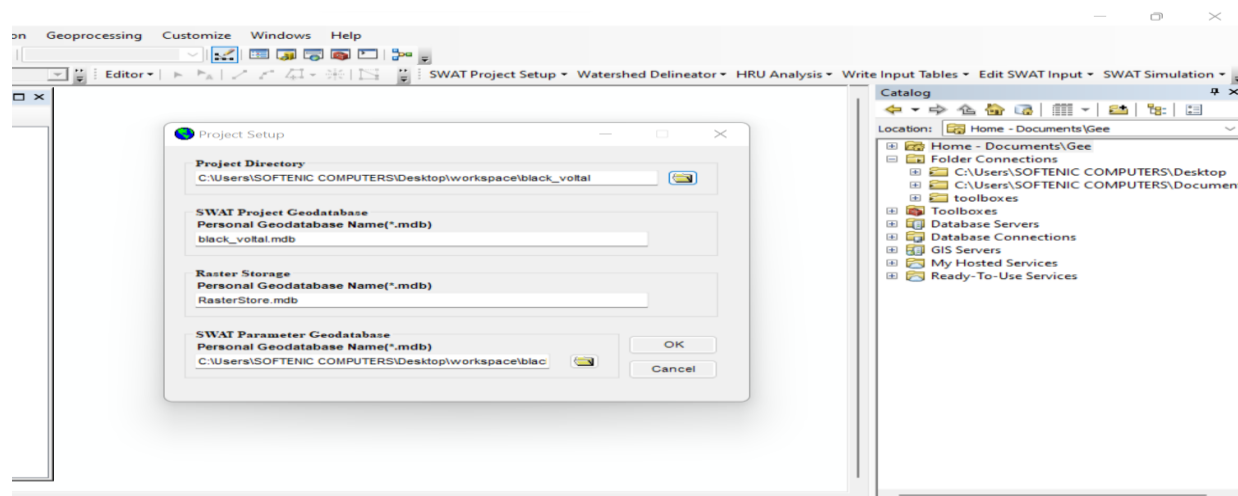 on Geoprocessing Customize Windows Help
Editor SWAT Project Setup Watershed Delineator HRU Analysis Write Input Tables Edit SWAT Input SWAT Simulation
Project Setup
Project Directory
C:\Users\SOFTENIC COMPUTERS\Desktop\workspace\black_voltal
SWAT Project Geodatabase
Personal Geodatabase Name(*.mdb)
black_voltal.mdb
Raster Storage
Personal Geodatabase Name(*.mdb)
RasterStore.mdb
SWAT Parameter Geodatabase
Personal Geodatabase Name(*.mdb)
C:\Users\SOFTENIC COMPUTERS\Desktop\workspace\blac
OK
Cancel
Catalog
Location: Home - Documents\Gee
Home - Documents\Gee
Folder Connections
C:\Users\SOFTENIC COMPUTERS\Desktop
C:\Users\SOFTENIC COMPUTERS\Documen
toolboxes
Toolboxes
Database Servers
Database Connections
GIS Servers
My Hosted Services
Ready-To-Use Services